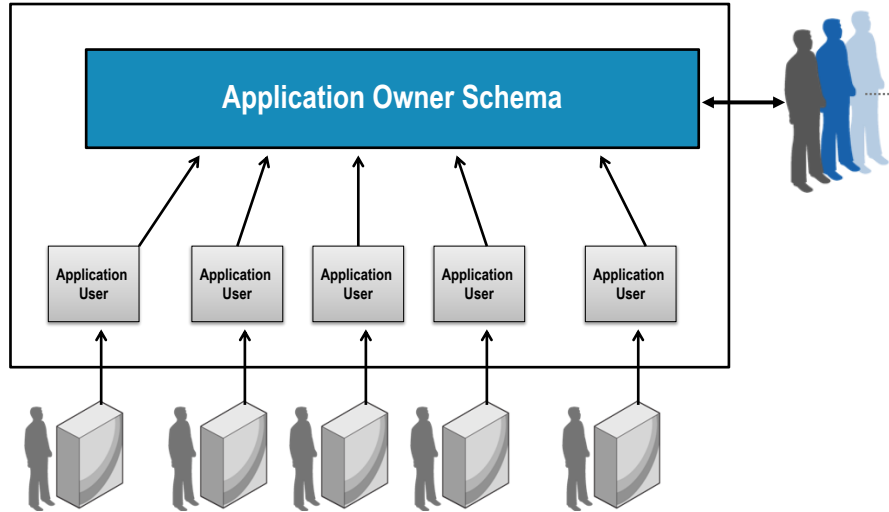 Application Owner Schema
Application
User
Application
User
Application
User
Application
User
Application
User